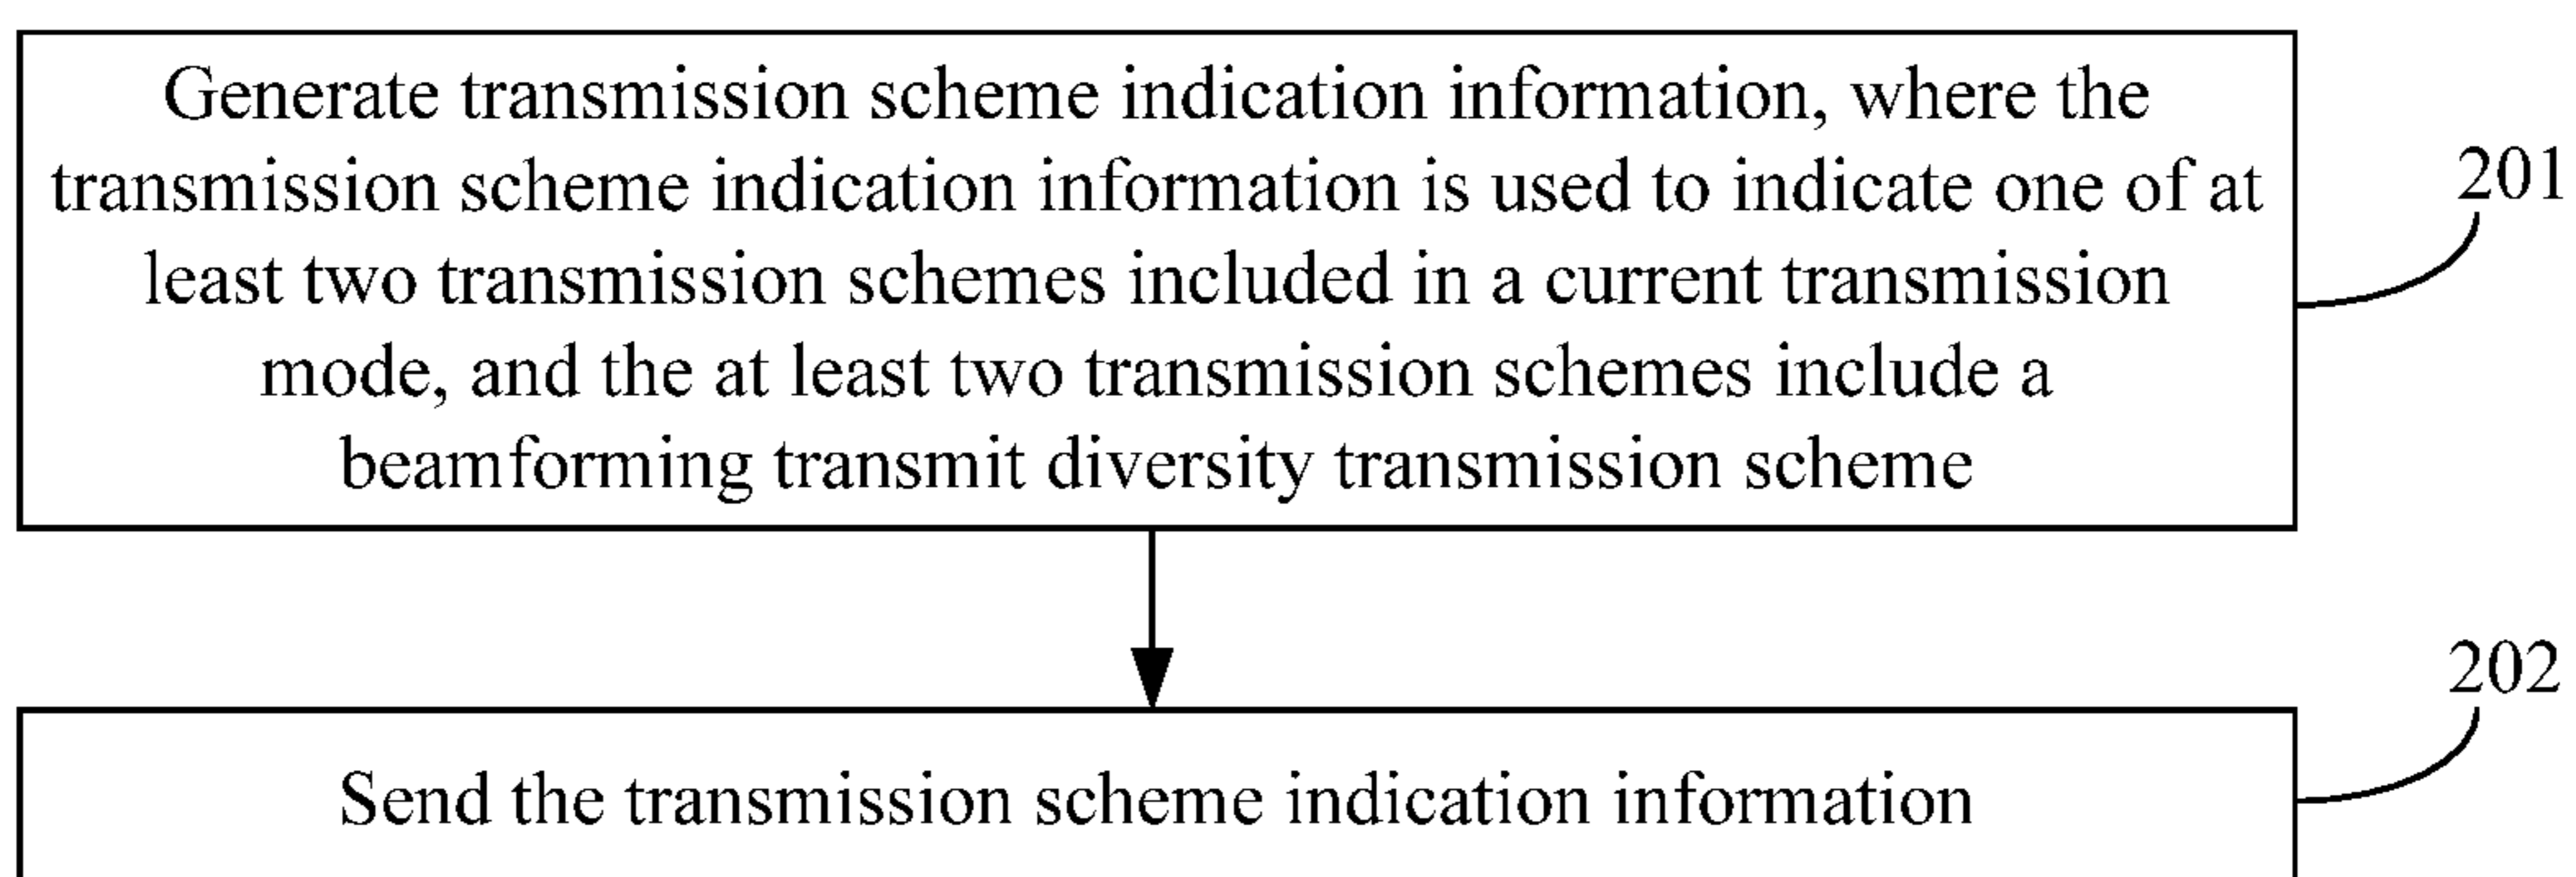 Generate transmission scheme indication information, where the
transmission scheme indication information is used to indicate one of at
least two transmission schemes included in a current transmission
mode, and the at least two transmission schemes include a
beamforming transmit diversity transmission scheme
201
202
Send the transmission scheme indication information